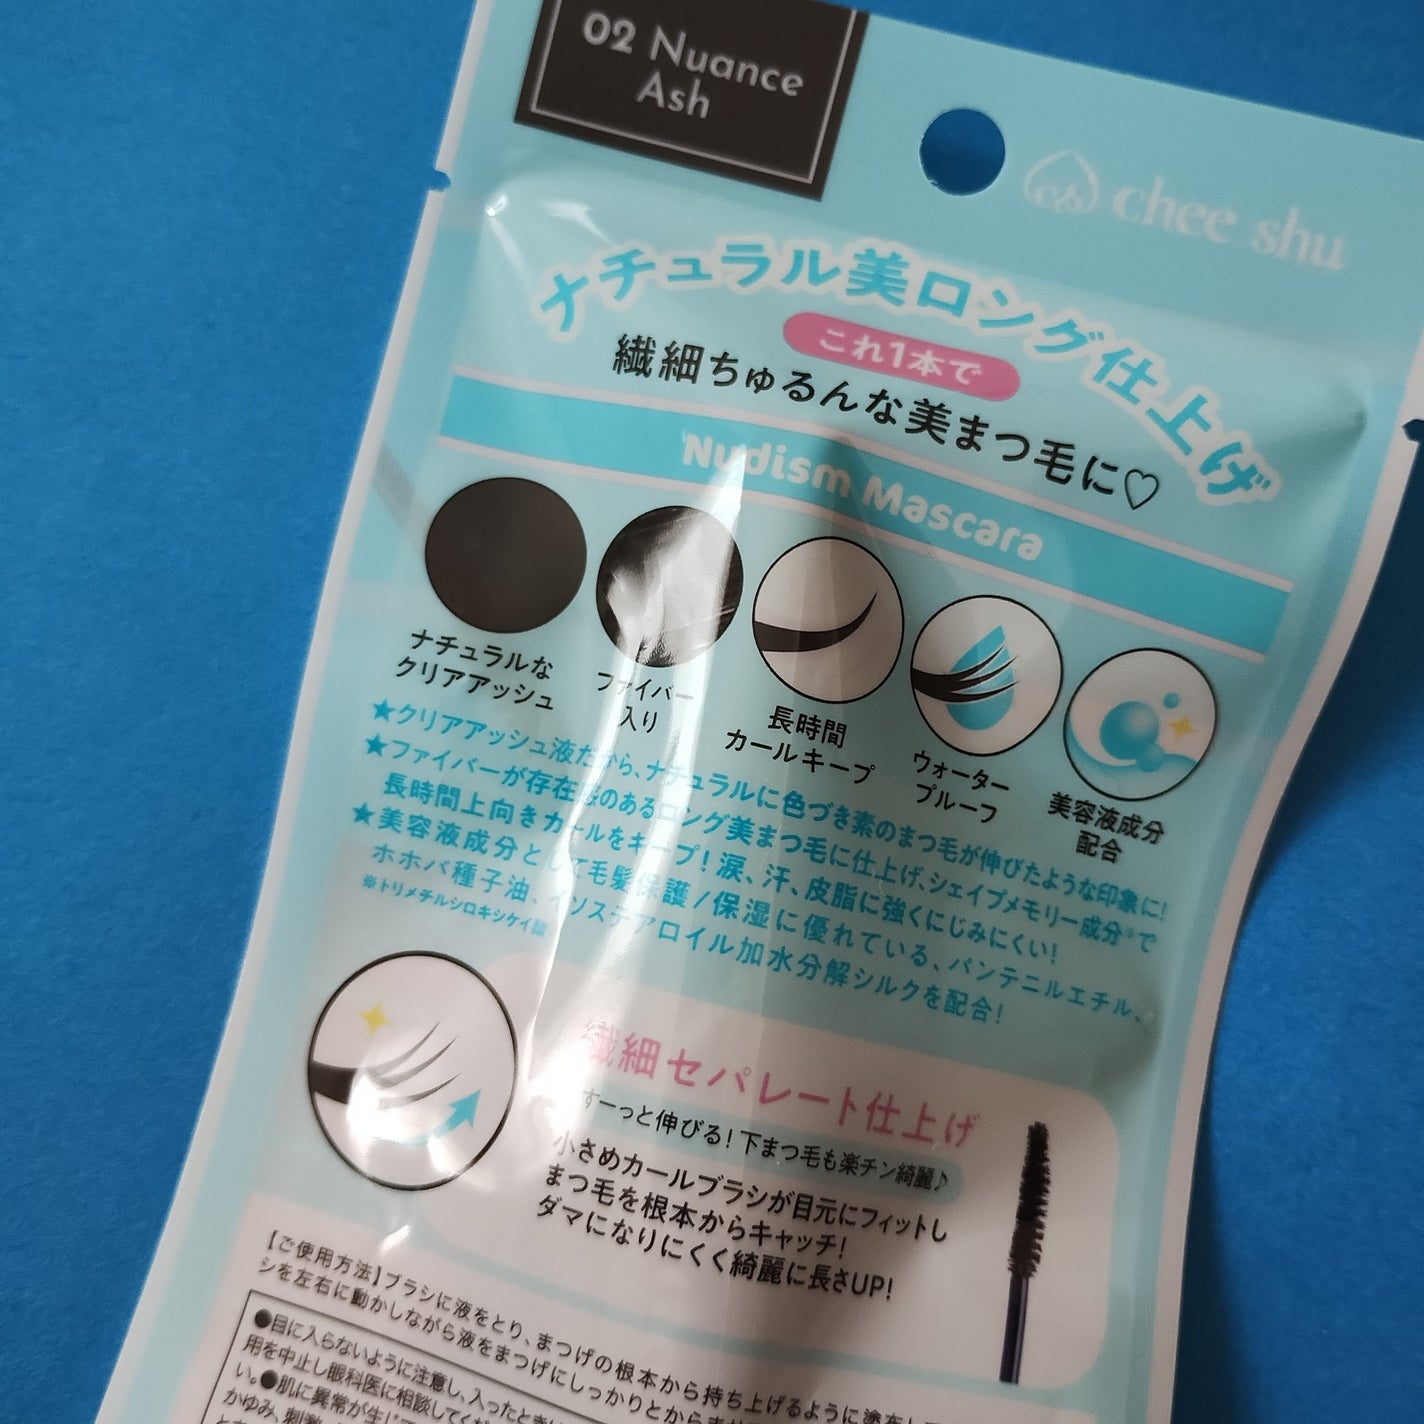 02 Nuance
Ash
cs chee shu
ナチュラル美ロング仕上げ
これ1本で
繊細ちゅるんな美まつ毛に♡
Nudism Mascara
ナチュラルな
クリアアッシュ
ファイバー
入り
長時間
カールキープ
ウォーター
プルーフ
美容液成分
配合
★クリアアッシュ液だから、ナチュラルに色づき素のまつ毛が伸びたような印象に!
★ファイバーが存在感のあるロング美まつ毛に仕上げ、シェイプメモリー成分※で
長時間上向きカールをキープ!涙、汗、皮脂に強くにじみにくい!
★美容液成分として毛髪保護/保湿に優れている、パンテニルエチル、
ホホバ種子油、イソステアロイル加水分解シルクを配合!
※トリメチルシロキシケイ酸
繊細セパレート仕上げ
すーっと伸びる!下まつ毛も楽チン綺麗♪
小さめカールブラシが目元にフィットし
まつ毛を根本からキャッチ!
ダマになりにくく綺麗に長さUP!
【ご使用方法】ブラシに液をとり、まつげの根本から持ち上げるように塗布し
シを左右に動かしながら液をまつげにしっかりとからませ
●目に入らないように注意し、入ったときは
用を中止し眼科医に相談してくだ
い。●肌に異常が生じて
かゆみ、刺激